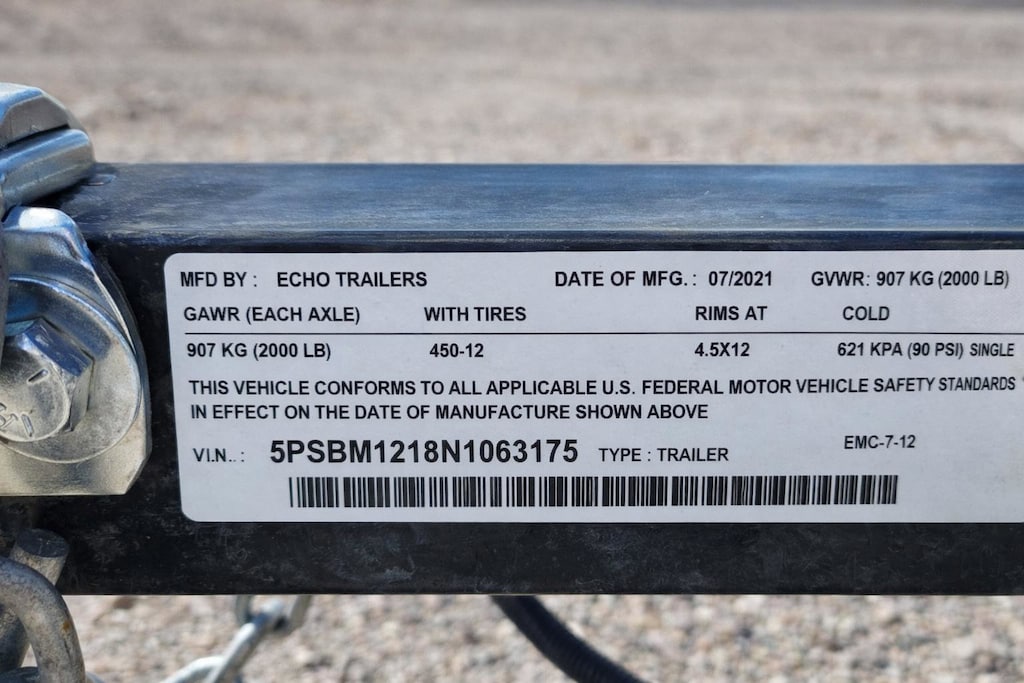 MFD BY : ECHO TRAILERS DATE OF MFG. : 07/2021 GVWR: 907 KG (2000 LB)
GAWR (EACH AXLE) WITH TIRES RIMS AT COLD
907 KG (2000 LB) 450-12 4.5X12 621 KPA (90 PSI) SINGLE
THIS VEHICLE CONFORMS TO ALL APPLICABLE U.S. FEDERAL MOTOR VEHICLE SAFETY STANDARDS
IN EFFECT ON THE DATE OF MANUFACTURE SHOWN ABOVE
V.I.N. : 5PSBM1218N1063175 TYPE : TRAILER EMC-7-12